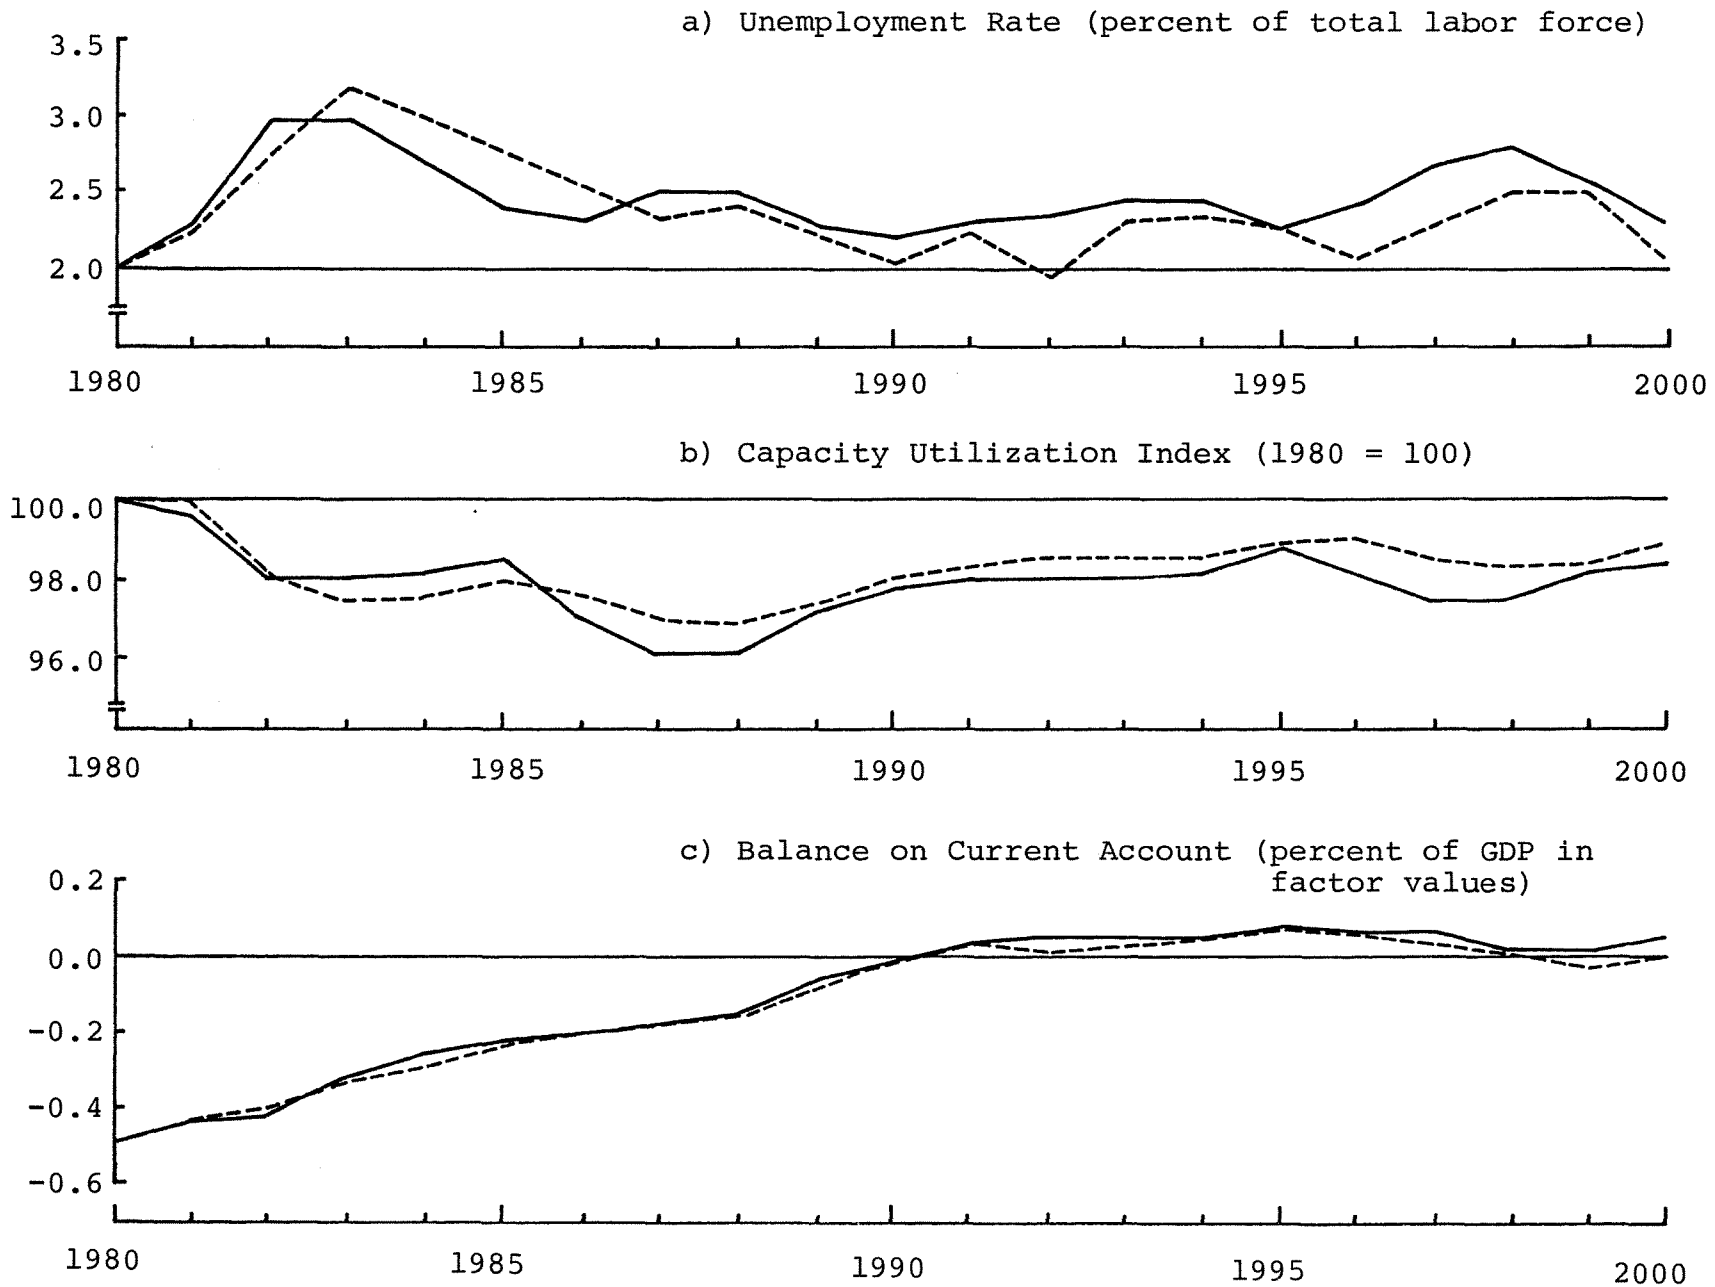 a) Unemployment Rate (percent of total labor force)
3.5
3.0
2.5
2.0
1980 1985 1990 1995 2000
b) Capacity Utilization Index (1980 = 100)
100.0
98.0
96.0
1980 1985 1990 1995 2000
c) Balance on Current Account (percent of GDP in
factor values)
0.2
0.0
-0.2
-0.4
-0.6
1980 1985 1990 1995 2000